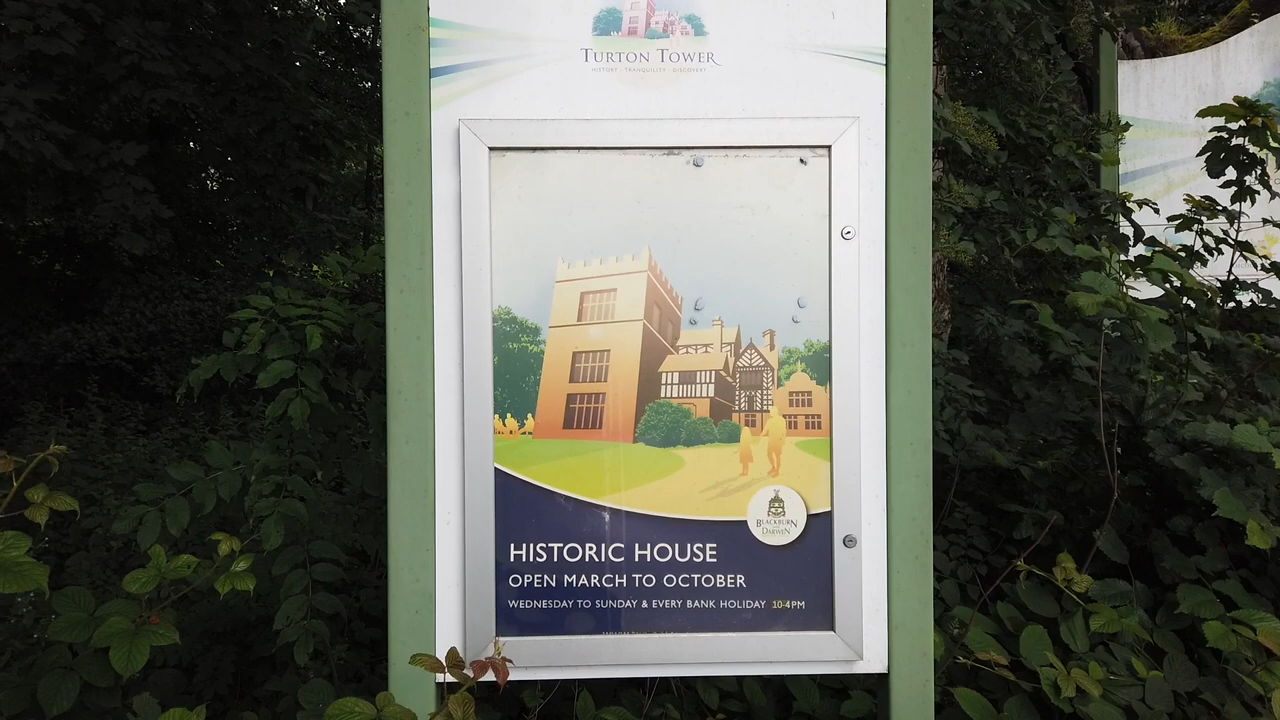 TURTON TOWER
HISTORY · TRANQUILITY · DISCOVERY
BLACKBURN
DARWEN
HISTORIC HOUSE
OPEN MARCH TO OCTOBER
WEDNESDAY TO SUNDAY & EVERY BANK HOLIDAY 10-4PM